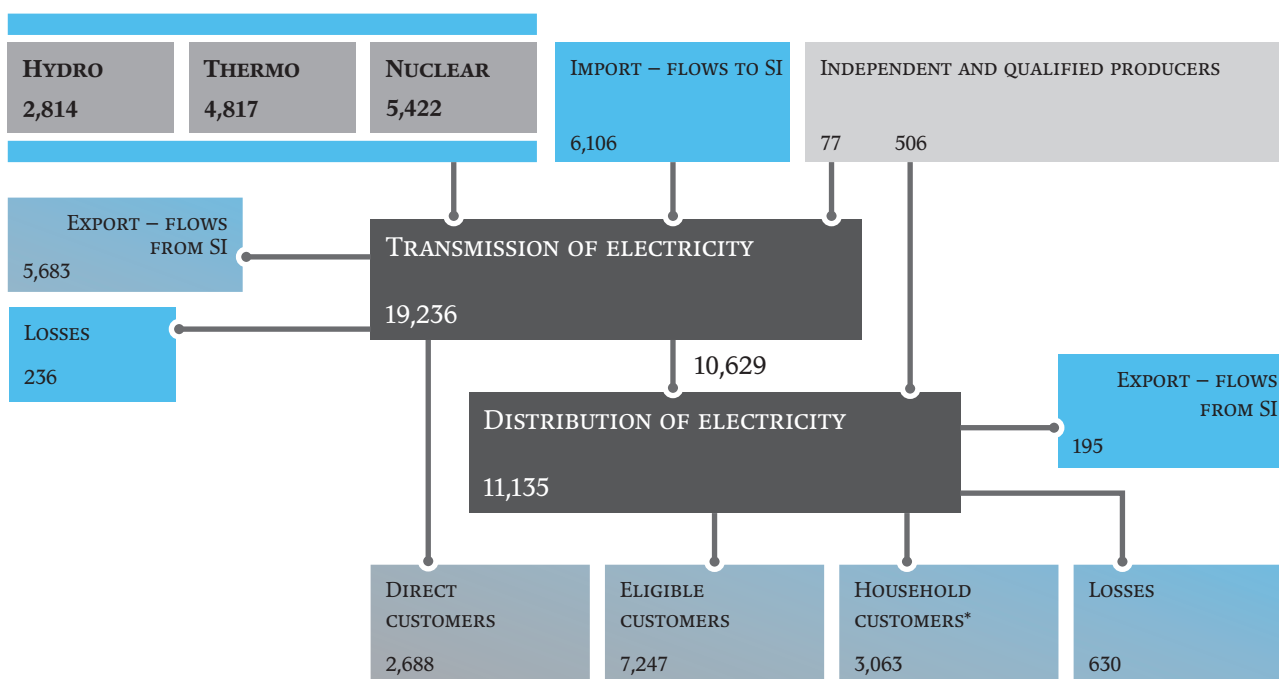 Hydro
2,814
Thermo
4,817
Nuclear
5,422
Import – flows to SI
6,106
Independent and qualified producers
77 506
Export – flows
from SI
5,683
Transmission of electricity
19,236
Losses
236
10,629
Export – flows
from SI
195
Distribution of electricity
11,135
Direct
customers
2,688
Eligible
customers
7,247
Household
customers*
3,063
Losses
630